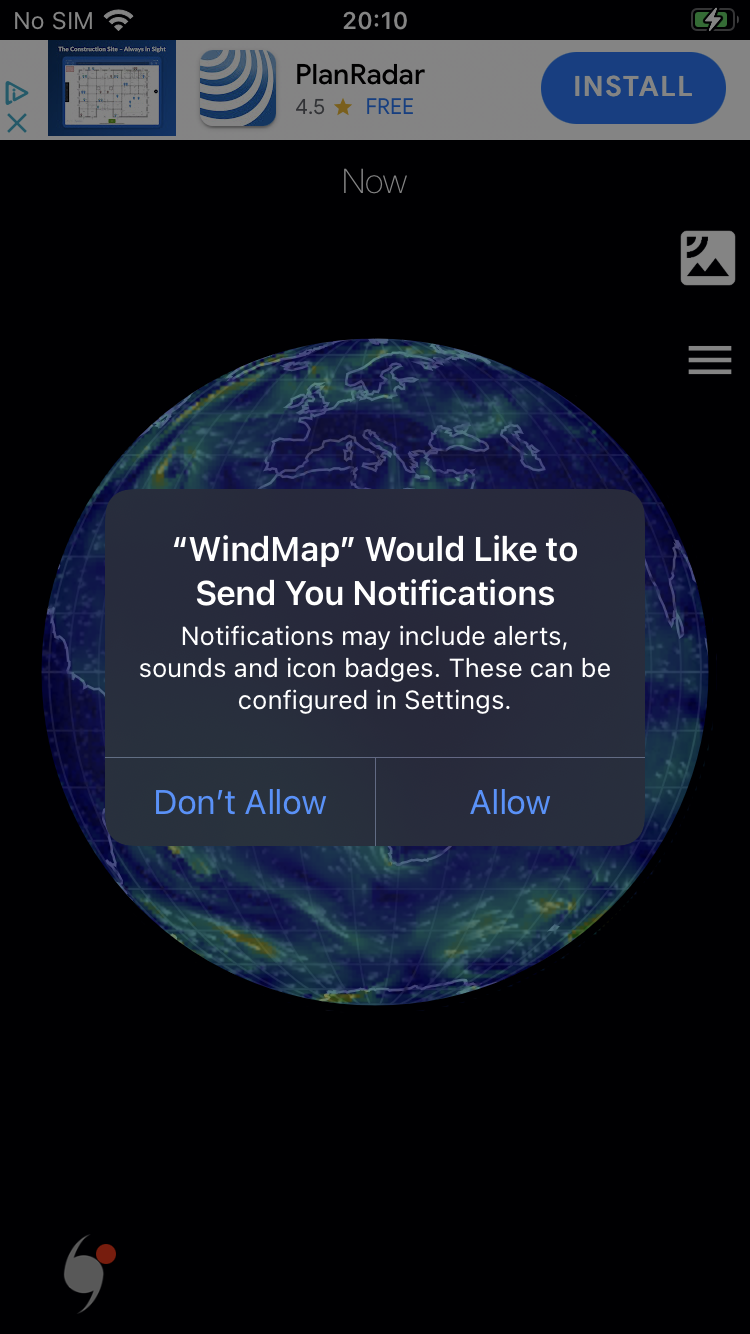 No SIM
20:10
The Construction Site – Always In Sight
PlanRadar
4.5 ★ FREE
INSTALL
Now
“WindMap” Would Like to
Send You Notifications
Notifications may include alerts,
sounds and icon badges. These can be
configured in Settings.
Don’t Allow
Allow